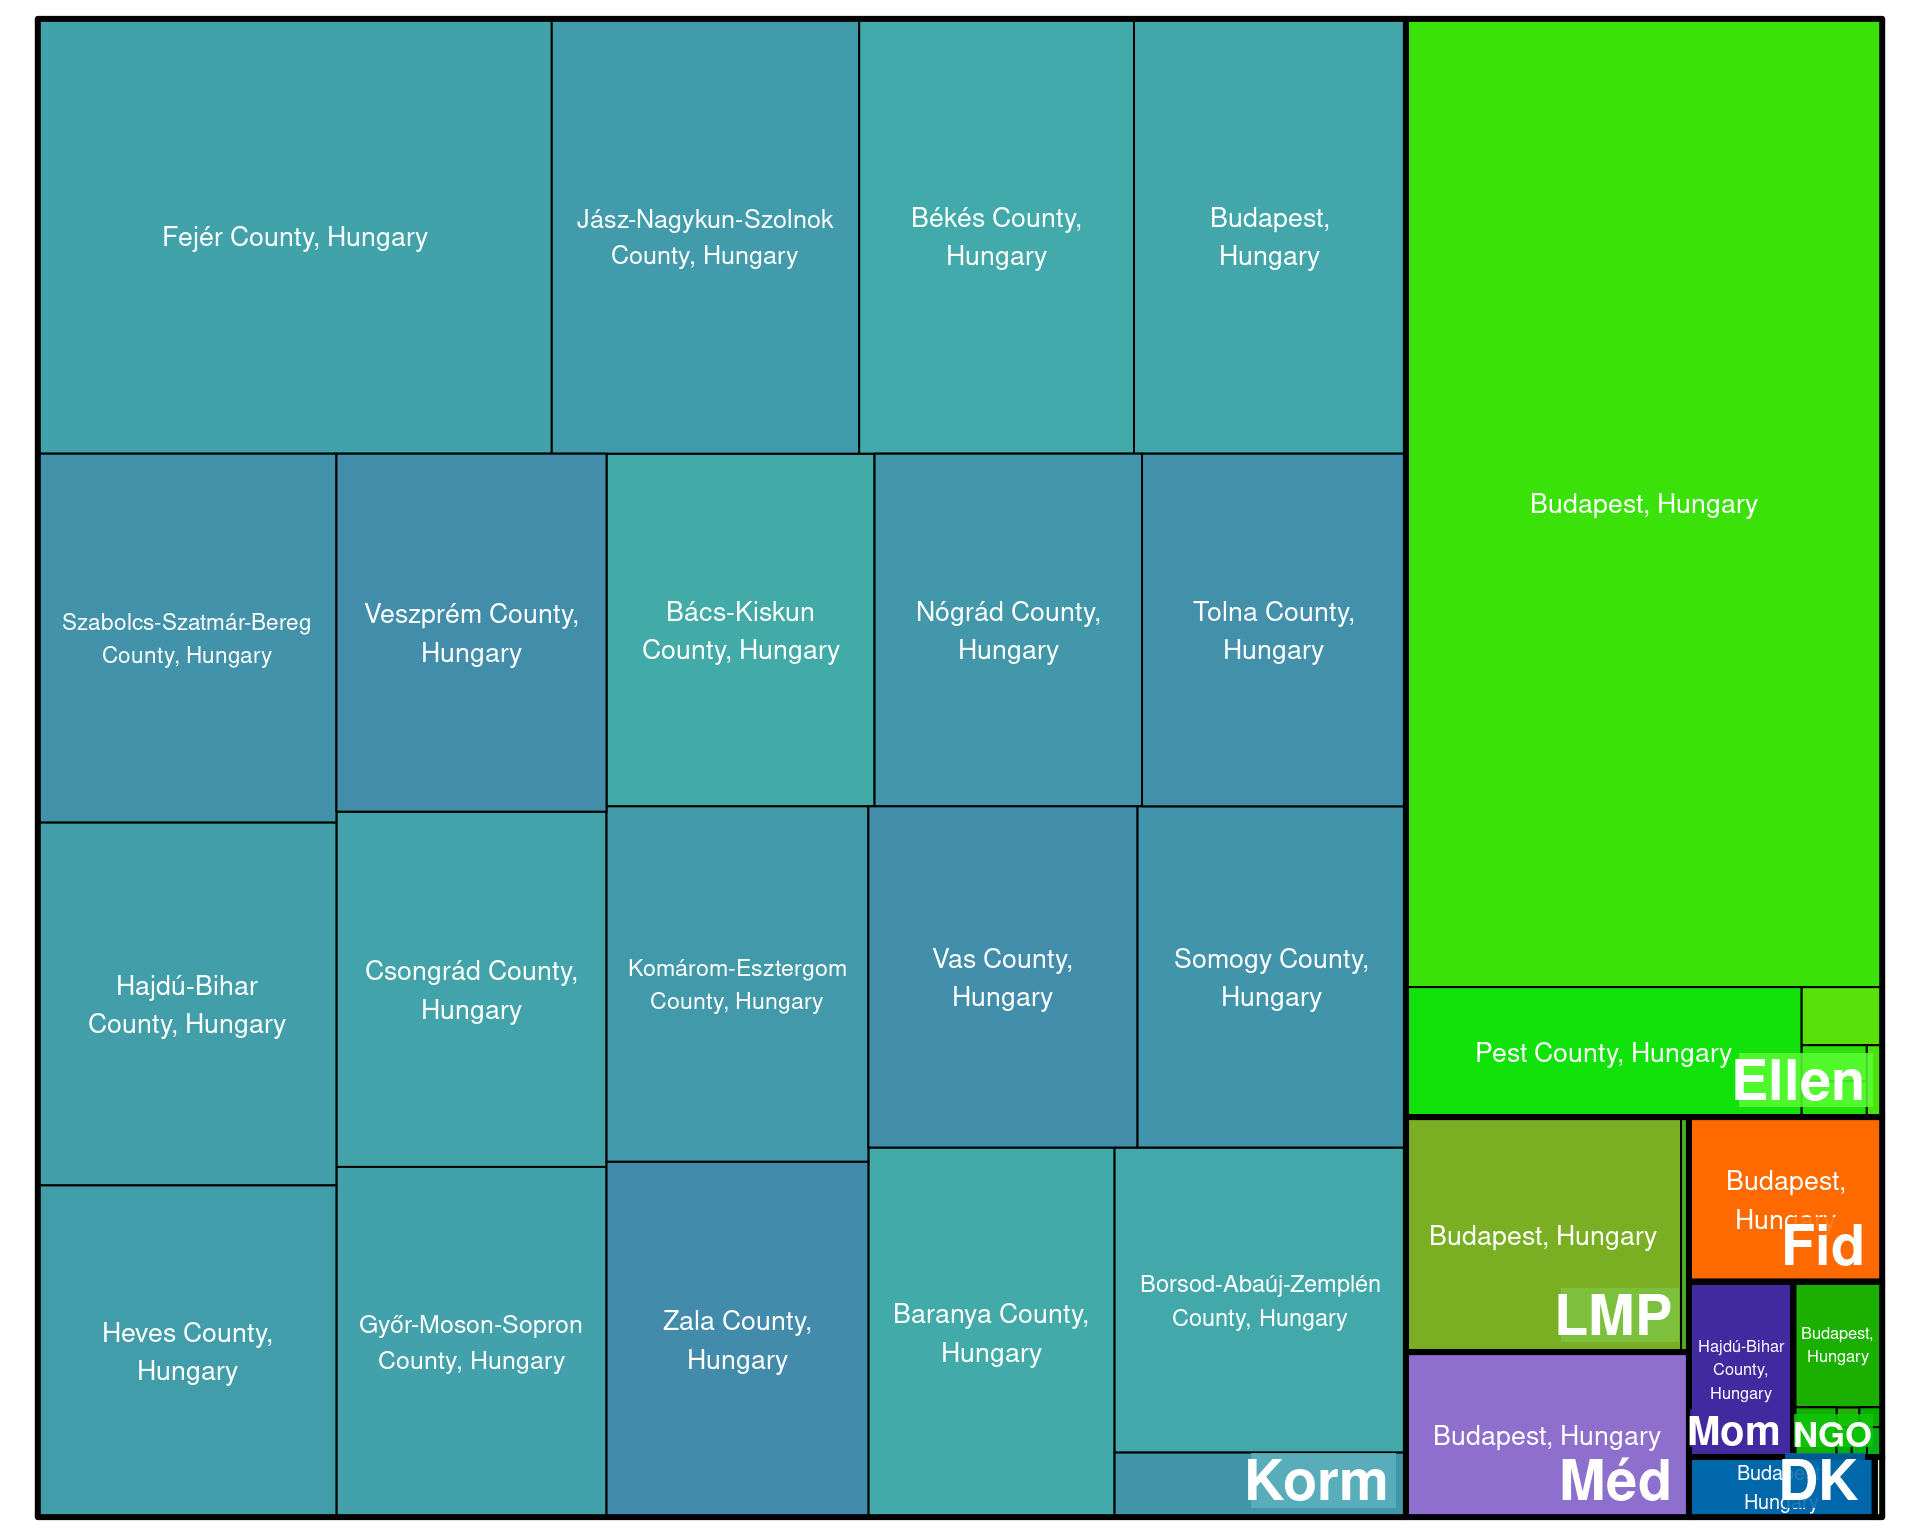 Fejér County, Hungary
Jász-Nagykun-Szolnok
County, Hungary
Békés County,
Hungary
Budapest,
Hungary
Budapest, Hungary
Szabolcs-Szatmár-Bereg
County, Hungary
Veszprém County,
Hungary
Bács-Kiskun
County, Hungary
Nógrád County,
Hungary
Tolna County,
Hungary
Hajdú-Bihar
County, Hungary
Csongrád County,
Hungary
Komárom-Esztergom
County, Hungary
Vas County,
Hungary
Somogy County,
Hungary
Pest County, Hungary
Ellen
Heves County,
Hungary
Győr-Moson-Sopron
County, Hungary
Zala County,
Hungary
Baranya County,
Hungary
Borsod-Abaúj-Zemplén
County, Hungary
Korm
Budapest, Hungary
LMP
Budapest,
Hungary
Fid
Budapest, Hungary
Méd
Hajdú-Bihar
County,
Hungary
Mom
Budapest,
Hungary
NGO
Budapest,
Hungary
DK